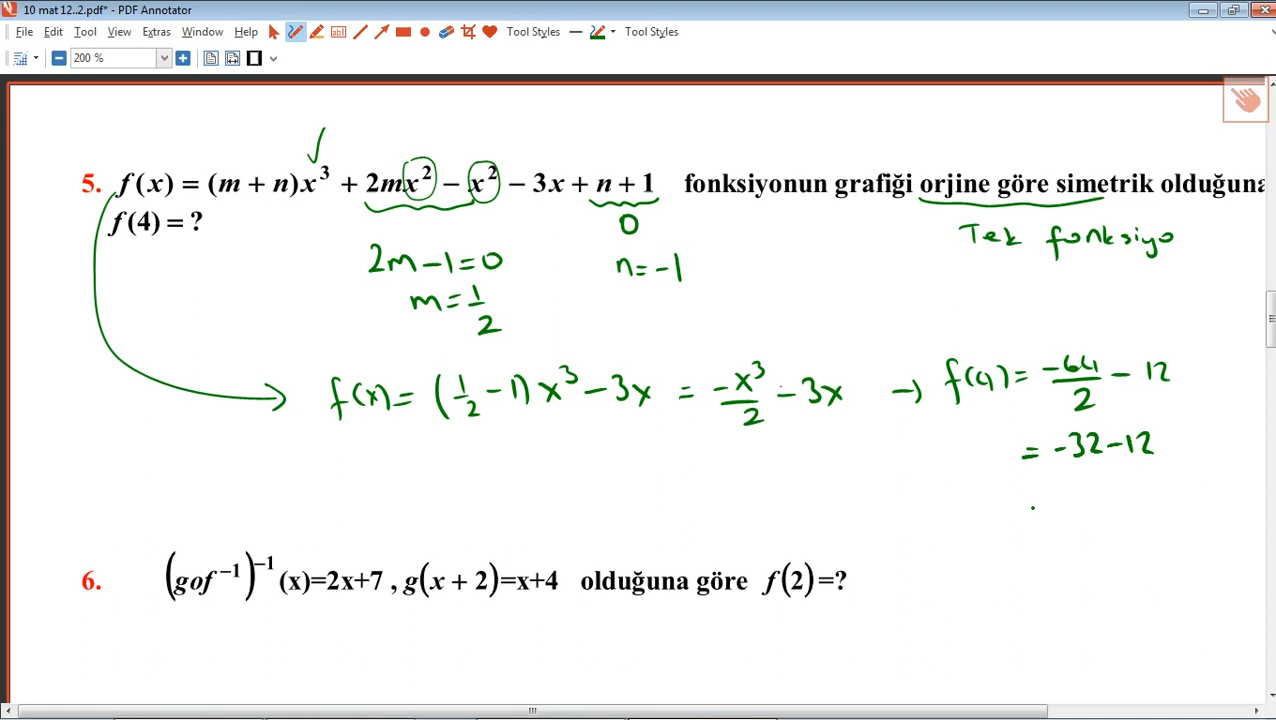 10 mat 12..2.pdf* - PDF Annotator
File Edit View Extras Window Help Tool Styles Tool Styles
200 %
5. f(x) = (m + n)x³ + 2mx² − x² − 3x + n + 1 fonksiyonun grafiği orjine göre simetrik olduğuna
f(4) = ?
0
Tek fonksiyo
2m − 1 = 0
n = −1
m = 1/2
f(x) = (1/2 − 1) x³ − 3x = −x³/2 − 3x → f(4) = −64/2 − 12
= −32 − 12
6. (gof⁻¹)⁻¹(x)=2x+7 , g(x + 2)=x+4 olduğuna göre f(2)=?